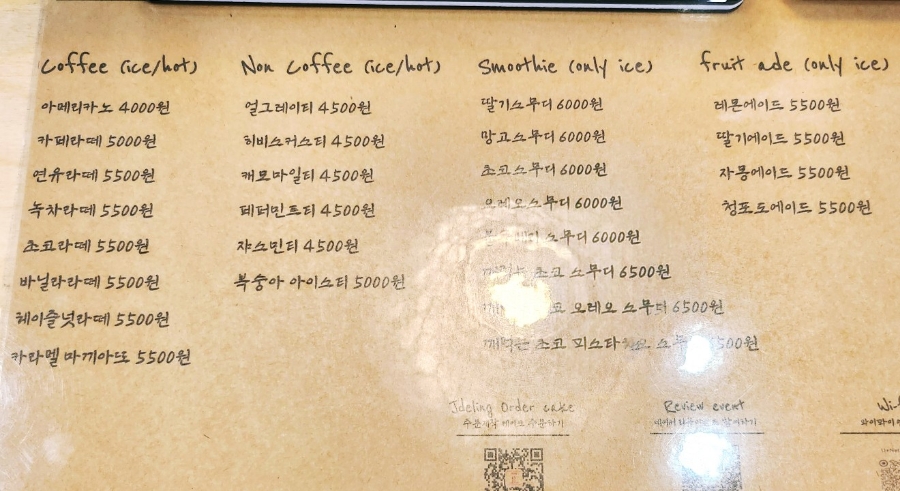 Coffee (ice/hot)
아메리카노 4000원
카페라떼 5000원
연유라떼 5500원
녹차라떼 5500원
초코라떼 5500원
바닐라라떼 5500원
헤이즐넛라떼 5500원
카라멜 마끼아또 5500원
Non Coffee (ice/hot)
얼그레이티 4500원
히비스커스티 4500원
캐모마일티 4500원
페퍼민트티 4500원
쟈스민티 4500원
복숭아 아이스티 5000원
Smoothie (only ice)
딸기스무디 6000원
망고스무디 6000원
초코스무디 6000원
오레오스무디 6000원
스무디 6000원
초코 스무디 6500원
오레오 스무디 6500원
초코 피스타치오
fruit ade (only ice)
레몬에이드 5500원
딸기에이드 5500원
자몽에이드 5500원
청포도에이드 5500원
Order cake
Review event